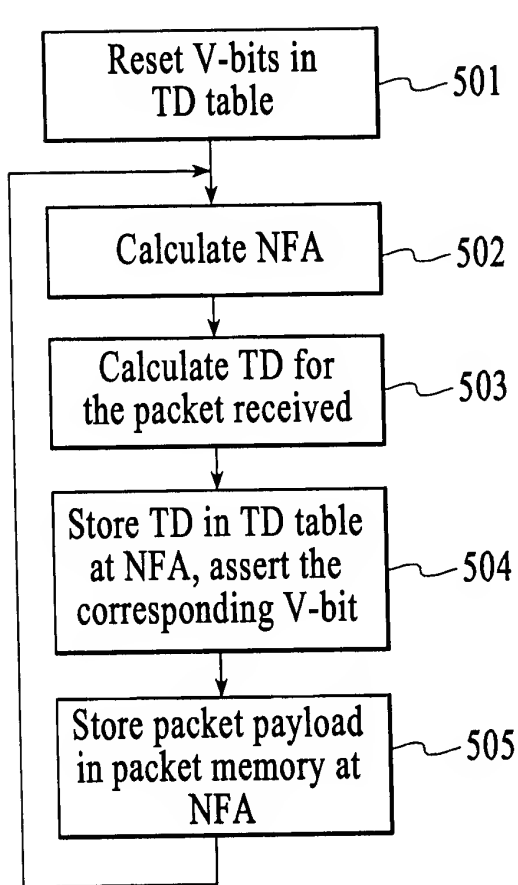 Reset V-bits in
TD table
501
Calculate NFA
502
Calculate TD for
the packet received
503
Store TD in TD table
at NFA, assert the
corresponding V-bit
504
Store packet payload
in packet memory at
NFA
505